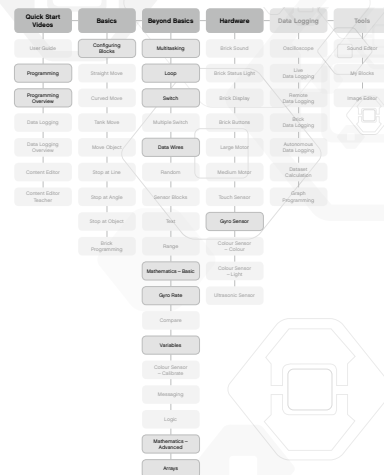 Quick Start
Videos
User Guide
Programming
Programming
Overview
Data Logging
Data Logging
Overview
Content Editor
Content Editor
Teacher
Basics
Configuring
Blocks
Straight Move
Curved Move
Tank Move
Move Object
Stop at Line
Stop at Angle
Stop at Object
Brick
Programming
Beyond Basics
Multitasking
Loop
Switch
Multiple Switch
Data Wires
Random
Sensor Blocks
Text
Range
Mathematics – Basic
Gyro Rate
Compare
Variables
Colour Sensor
– Calibrate
Messaging
Logic
Mathematics –
Advanced
Arrays
Hardware
Brick Sound
Brick Status Light
Brick Display
Brick Buttons
Large Motor
Medium Motor
Touch Sensor
Gyro Sensor
Colour Sensor
– Colour
Colour Sensor
– Light
Ultrasonic Sensor
Data Logging
Oscilloscope
Live
Data Logging
Remote
Data Logging
Brick
Data Logging
Autonomous
Data Logging
Dataset
Calculation
Graph
Programming
Tools
Sound Editor
My Blocks
Image Editor